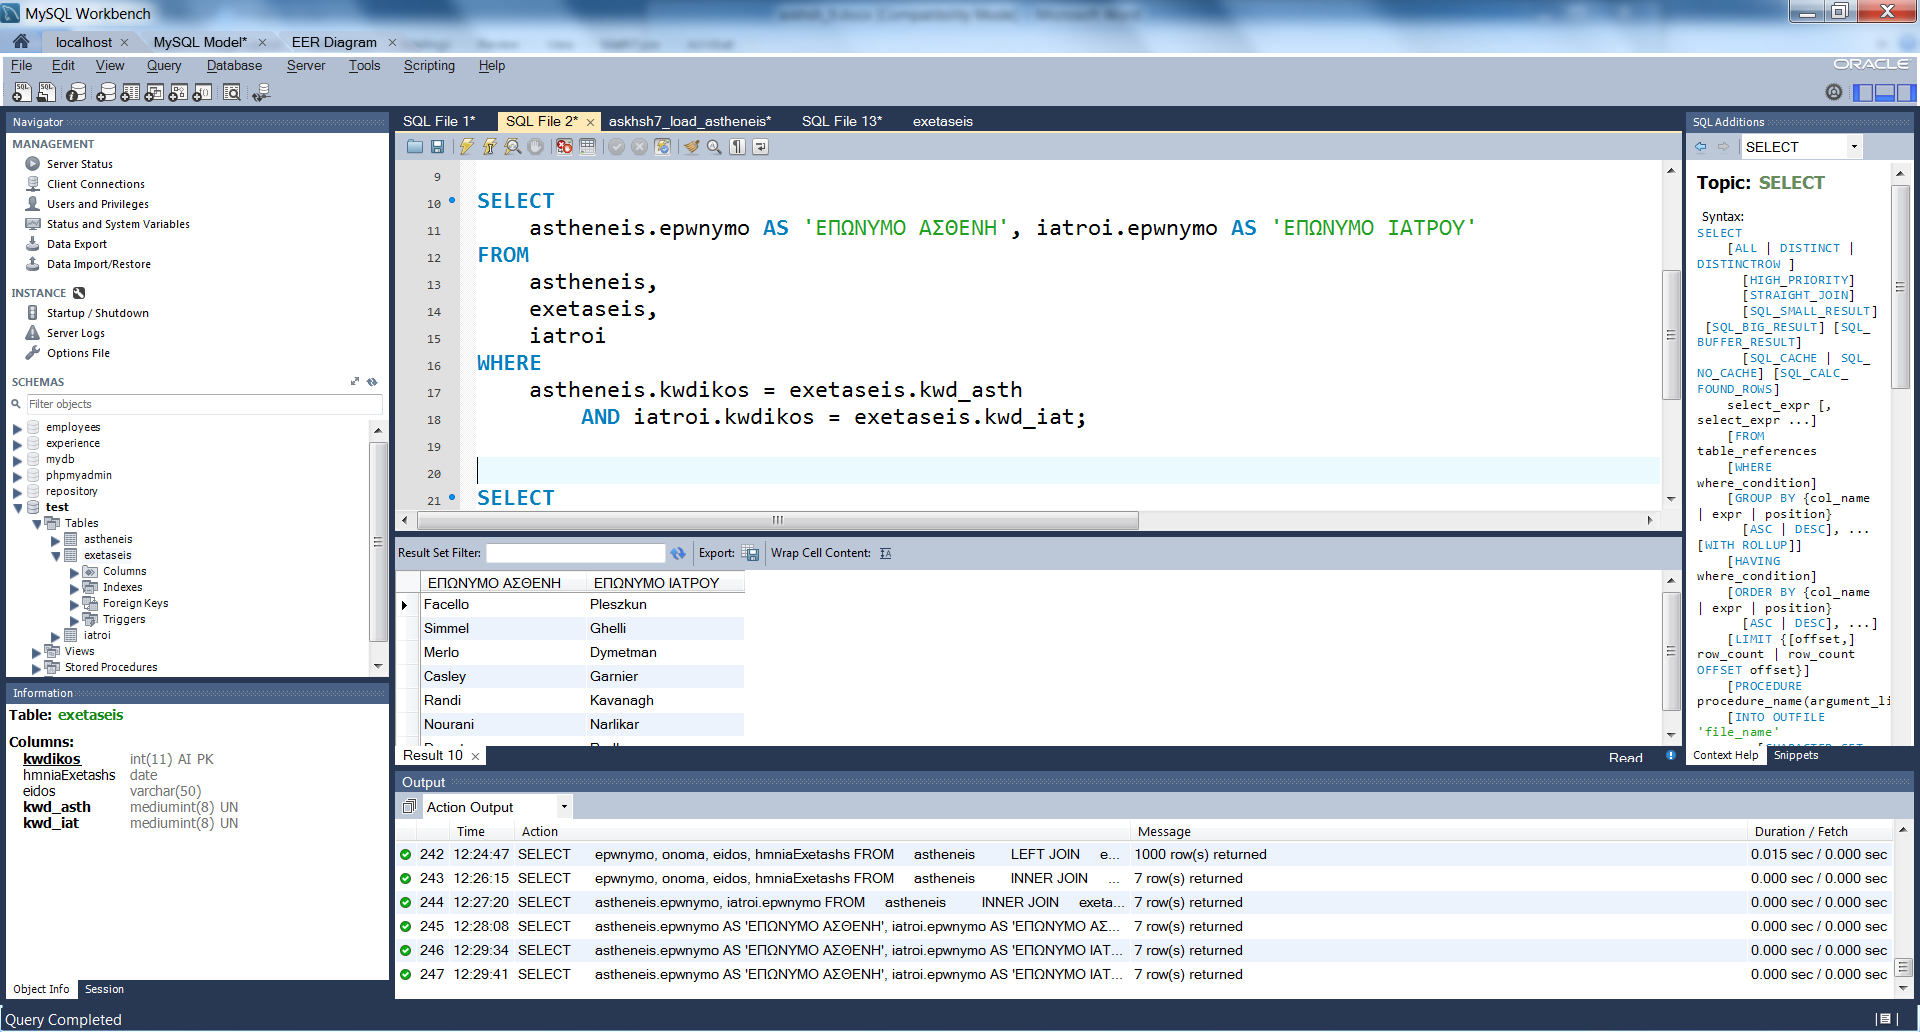 MySQL Workbench
localhost MySQL Model* EER Diagram
File Edit View Query Database Server Tools Scripting Help
ORACLE
Navigator
MANAGEMENT
Server Status
Client Connections
Users and Privileges
Status and System Variables
Data Export
Data Import/Restore
INSTANCE
Startup / Shutdown
Server Logs
Options File
SCHEMAS
Filter objects
employees
experience
mydb
phpmyadmin
repository
test
Tables
astheneis
exetaseis
Columns
Indexes
Foreign Keys
Triggers
iatroi
Views
Stored Procedures
Information
Table: exetaseis
Columns:
kwdikos int(11) AI PK
hmniaExetashs date
eidos varchar(50)
kwd_asth mediumint(8) UN
kwd_iat mediumint(8) UN
Object Info Session
Query Completed
SQL File 1* SQL File 2* askhsh7_load_astheneis* SQL File 13* exetaseis
9
10 SELECT
11 astheneis.epwnymo AS 'ΕΠΩΝΥΜΟ ΑΣΘΕΝΗ', iatroi.epwnymo AS 'ΕΠΩΝΥΜΟ ΙΑΤΡΟΥ'
12 FROM
13 astheneis,
14 exetaseis,
15 iatroi
16 WHERE
17 astheneis.kwdikos = exetaseis.kwd_asth
18 AND iatroi.kwdikos = exetaseis.kwd_iat;
19
20
21 SELECT
Result Set Filter: Export: Wrap Cell Content:
ΕΠΩΝΥΜΟ ΑΣΘΕΝΗ ΕΠΩΝΥΜΟ ΙΑΤΡΟΥ
Facello Pleszkun
Simmel Ghelli
Merlo Dymetman
Casley Garnier
Randi Kavanagh
Nourani Narlikar
Result 10 Read
Output
Action Output
Time Action Message Duration / Fetch
242 12:24:47 SELECT epwnymo, onoma, eidos, hmniaExetashs FROM astheneis LEFT JOIN e... 1000 row(s) returned 0.015 sec / 0.000 sec
243 12:26:15 SELECT epwnymo, onoma, eidos, hmniaExetashs FROM astheneis INNER JOIN ... 7 row(s) returned 0.000 sec / 0.000 sec
244 12:27:20 SELECT astheneis.epwnymo, iatroi.epwnymo FROM astheneis INNER JOIN exeta... 7 row(s) returned 0.000 sec / 0.000 sec
245 12:28:08 SELECT astheneis.epwnymo AS 'ΕΠΩΝΥΜΟ ΑΣΘΕΝΗ', iatroi.epwnymo AS 'ΕΠΩΝΥΜΟ ΑΣ... 7 row(s) returned 0.000 sec / 0.000 sec
246 12:29:34 SELECT astheneis.epwnymo AS 'ΕΠΩΝΥΜΟ ΑΣΘΕΝΗ', iatroi.epwnymo AS 'ΕΠΩΝΥΜΟ ΙΑΤ... 7 row(s) returned 0.000 sec / 0.000 sec
247 12:29:41 SELECT astheneis.epwnymo AS 'ΕΠΩΝΥΜΟ ΑΣΘΕΝΗ', iatroi.epwnymo AS 'ΕΠΩΝΥΜΟ ΙΑΤ... 7 row(s) returned 0.000 sec / 0.000 sec
SQL Additions
SELECT
Topic: SELECT
Syntax:
SELECT
[ALL | DISTINCT |
DISTINCTROW ]
[HIGH_PRIORITY]
[STRAIGHT_JOIN]
[SQL_SMALL_RESULT]
[SQL_BIG_RESULT] [SQL_
BUFFER_RESULT]
[SQL_CACHE | SQL_
NO_CACHE] [SQL_CALC_
FOUND_ROWS]
select_expr [,
select_expr ...]
[FROM
table_references
[WHERE
where_condition]
[GROUP BY {col_name
| expr | position}
[ASC | DESC], ...
[WITH ROLLUP]]
[HAVING
where_condition]
[ORDER BY {col_name
| expr | position}
[ASC | DESC], ...]
[LIMIT {[offset,]
row_count | row_count
OFFSET offset}]
[PROCEDURE
procedure_name(argument_li
[INTO OUTFILE
'file_name'
Context Help Snippets